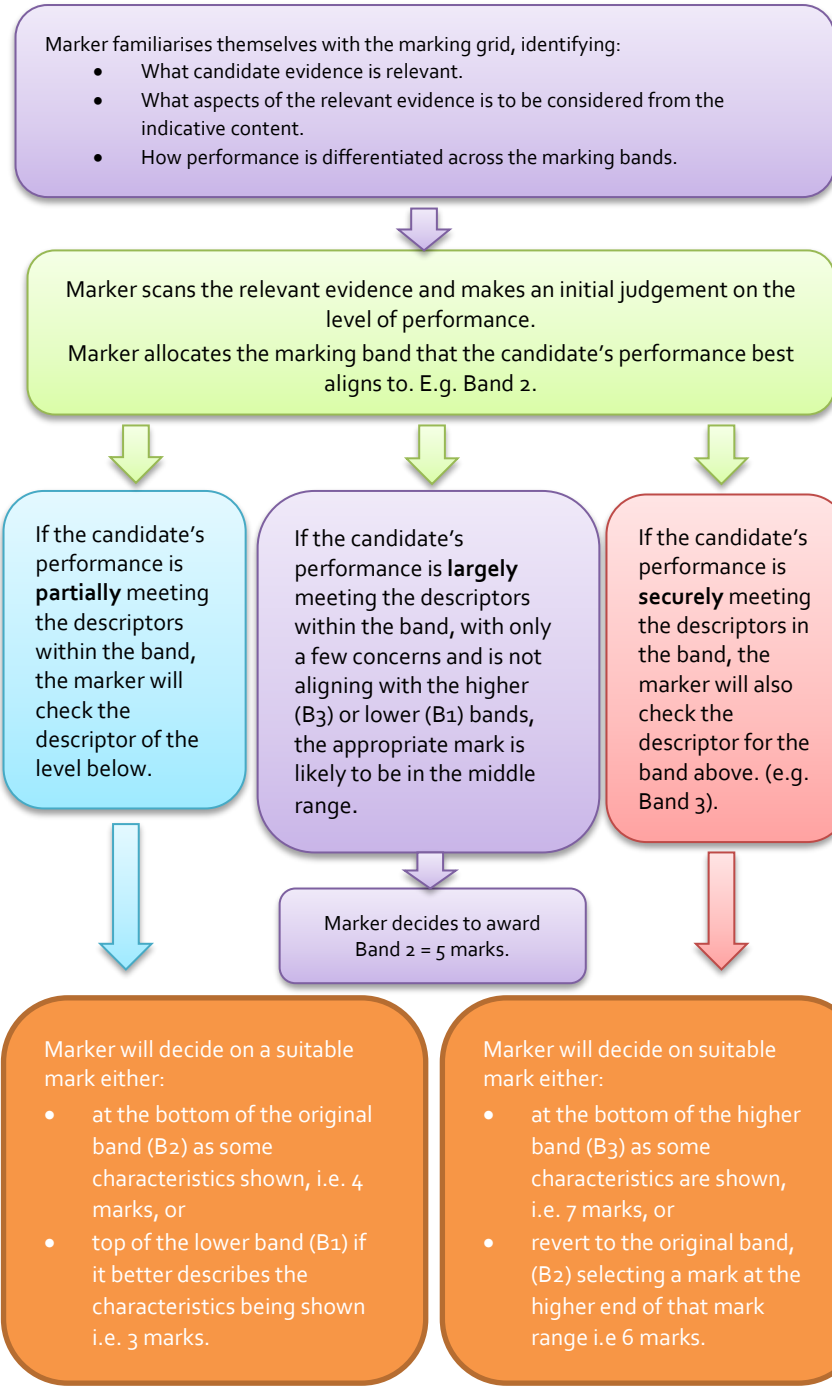 Marker familiarises themselves with the marking grid, identifying:
• What candidate evidence is relevant.
• What aspects of the relevant evidence is to be considered from the
indicative content.
• How performance is differentiated across the marking bands.
Marker scans the relevant evidence and makes an initial judgement on the
level of performance.
Marker allocates the marking band that the candidate's performance best
aligns to. E.g. Band 2.
If the candidate's
performance is
partially meeting
the descriptors
within the band,
the marker will
check the
descriptor of the
level below.
If the candidate's
performance is largely
meeting the descriptors
within the band, with only
a few concerns and is not
aligning with the higher
(B3) or lower (B1) bands,
the appropriate mark is
likely to be in the middle
range.
If the candidate's
performance is
securely meeting
the descriptors in
the band, the
marker will also
check the
descriptor for the
band above. (e.g.
Band 3).
Marker decides to award
Band 2 = 5 marks.
Marker will decide on a suitable
mark either:
• at the bottom of the original
band (B2) as some
characteristics shown, i.e. 4
marks, or
• top of the lower band (B1) if
it better describes the
characteristics being shown
i.e. 3 marks.
Marker will decide on suitable
mark either:
• at the bottom of the higher
band (B3) as some
characteristics are shown,
i.e. 7 marks, or
• revert to the original band,
(B2) selecting a mark at the
higher end of that mark
range i.e 6 marks.